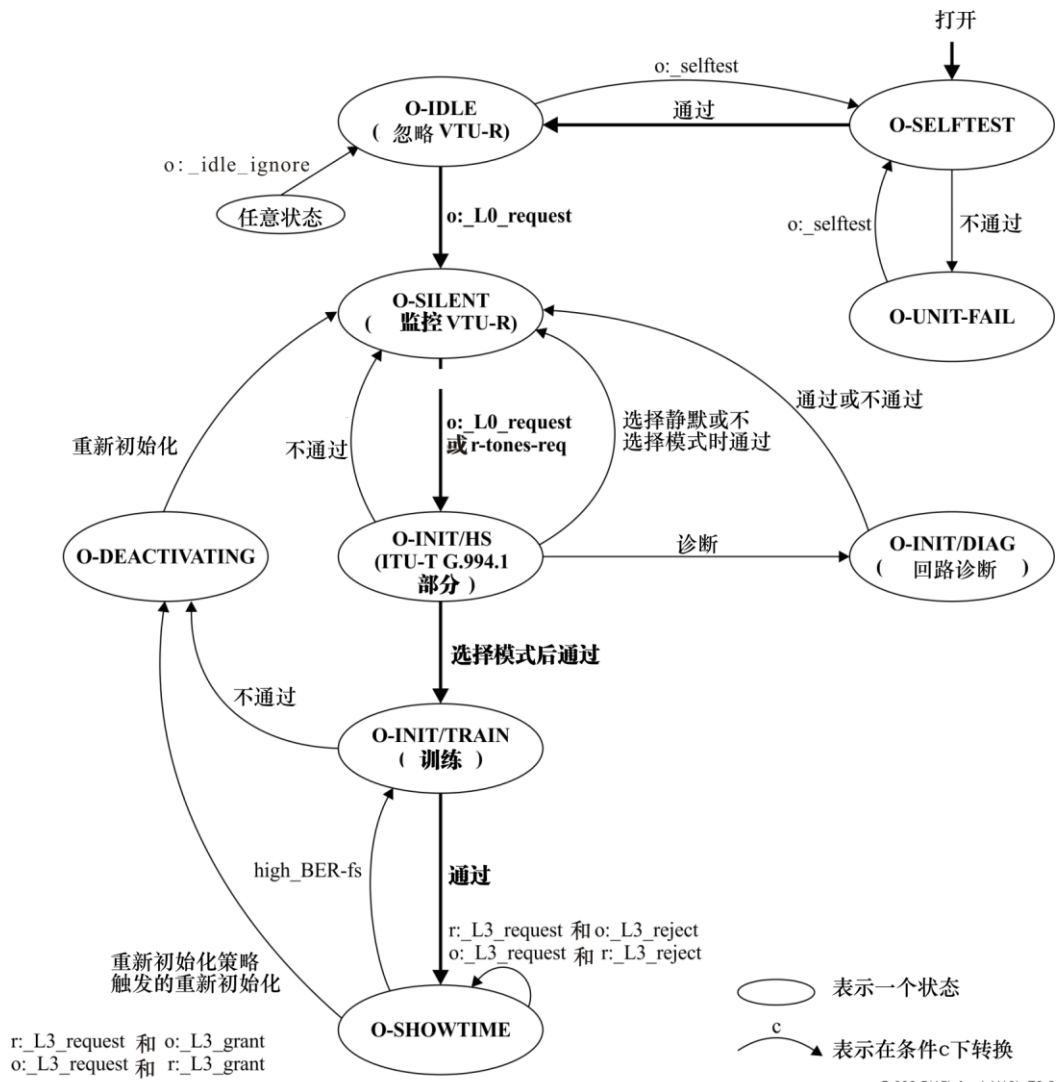 打开
o:_selftest
O-IDLE
( 忽略 VTU-R)
通过
O-SELFTEST
o:_idle_ignore
任意状态
o:_L0_request
o:_selftest
不通过
O-SILENT
( 监控 VTU-R)
O-UNIT-FAIL
重新初始化
不通过
o:_L0_request
或 r-tones-req
选择静默或不
选择模式时通过
通过或不通过
O-DEACTIVATING
O-INIT/HS
(ITU-T G.994.1
部分 )
诊断
O-INIT/DIAG
( 回路诊断 )
选择模式后通过
不通过
O-INIT/TRAIN
( 训练 )
high_BER-fs
通过
r:_L3_request 和 o:_L3_reject
o:_L3_request 和 r:_L3_reject
重新初始化策略
触发的重新初始化
O-SHOWTIME
表示一个状态
r:_L3_request 和 o:_L3_grant
o:_L3_request 和 r:_L3_grant
c
表示在条件c下转换